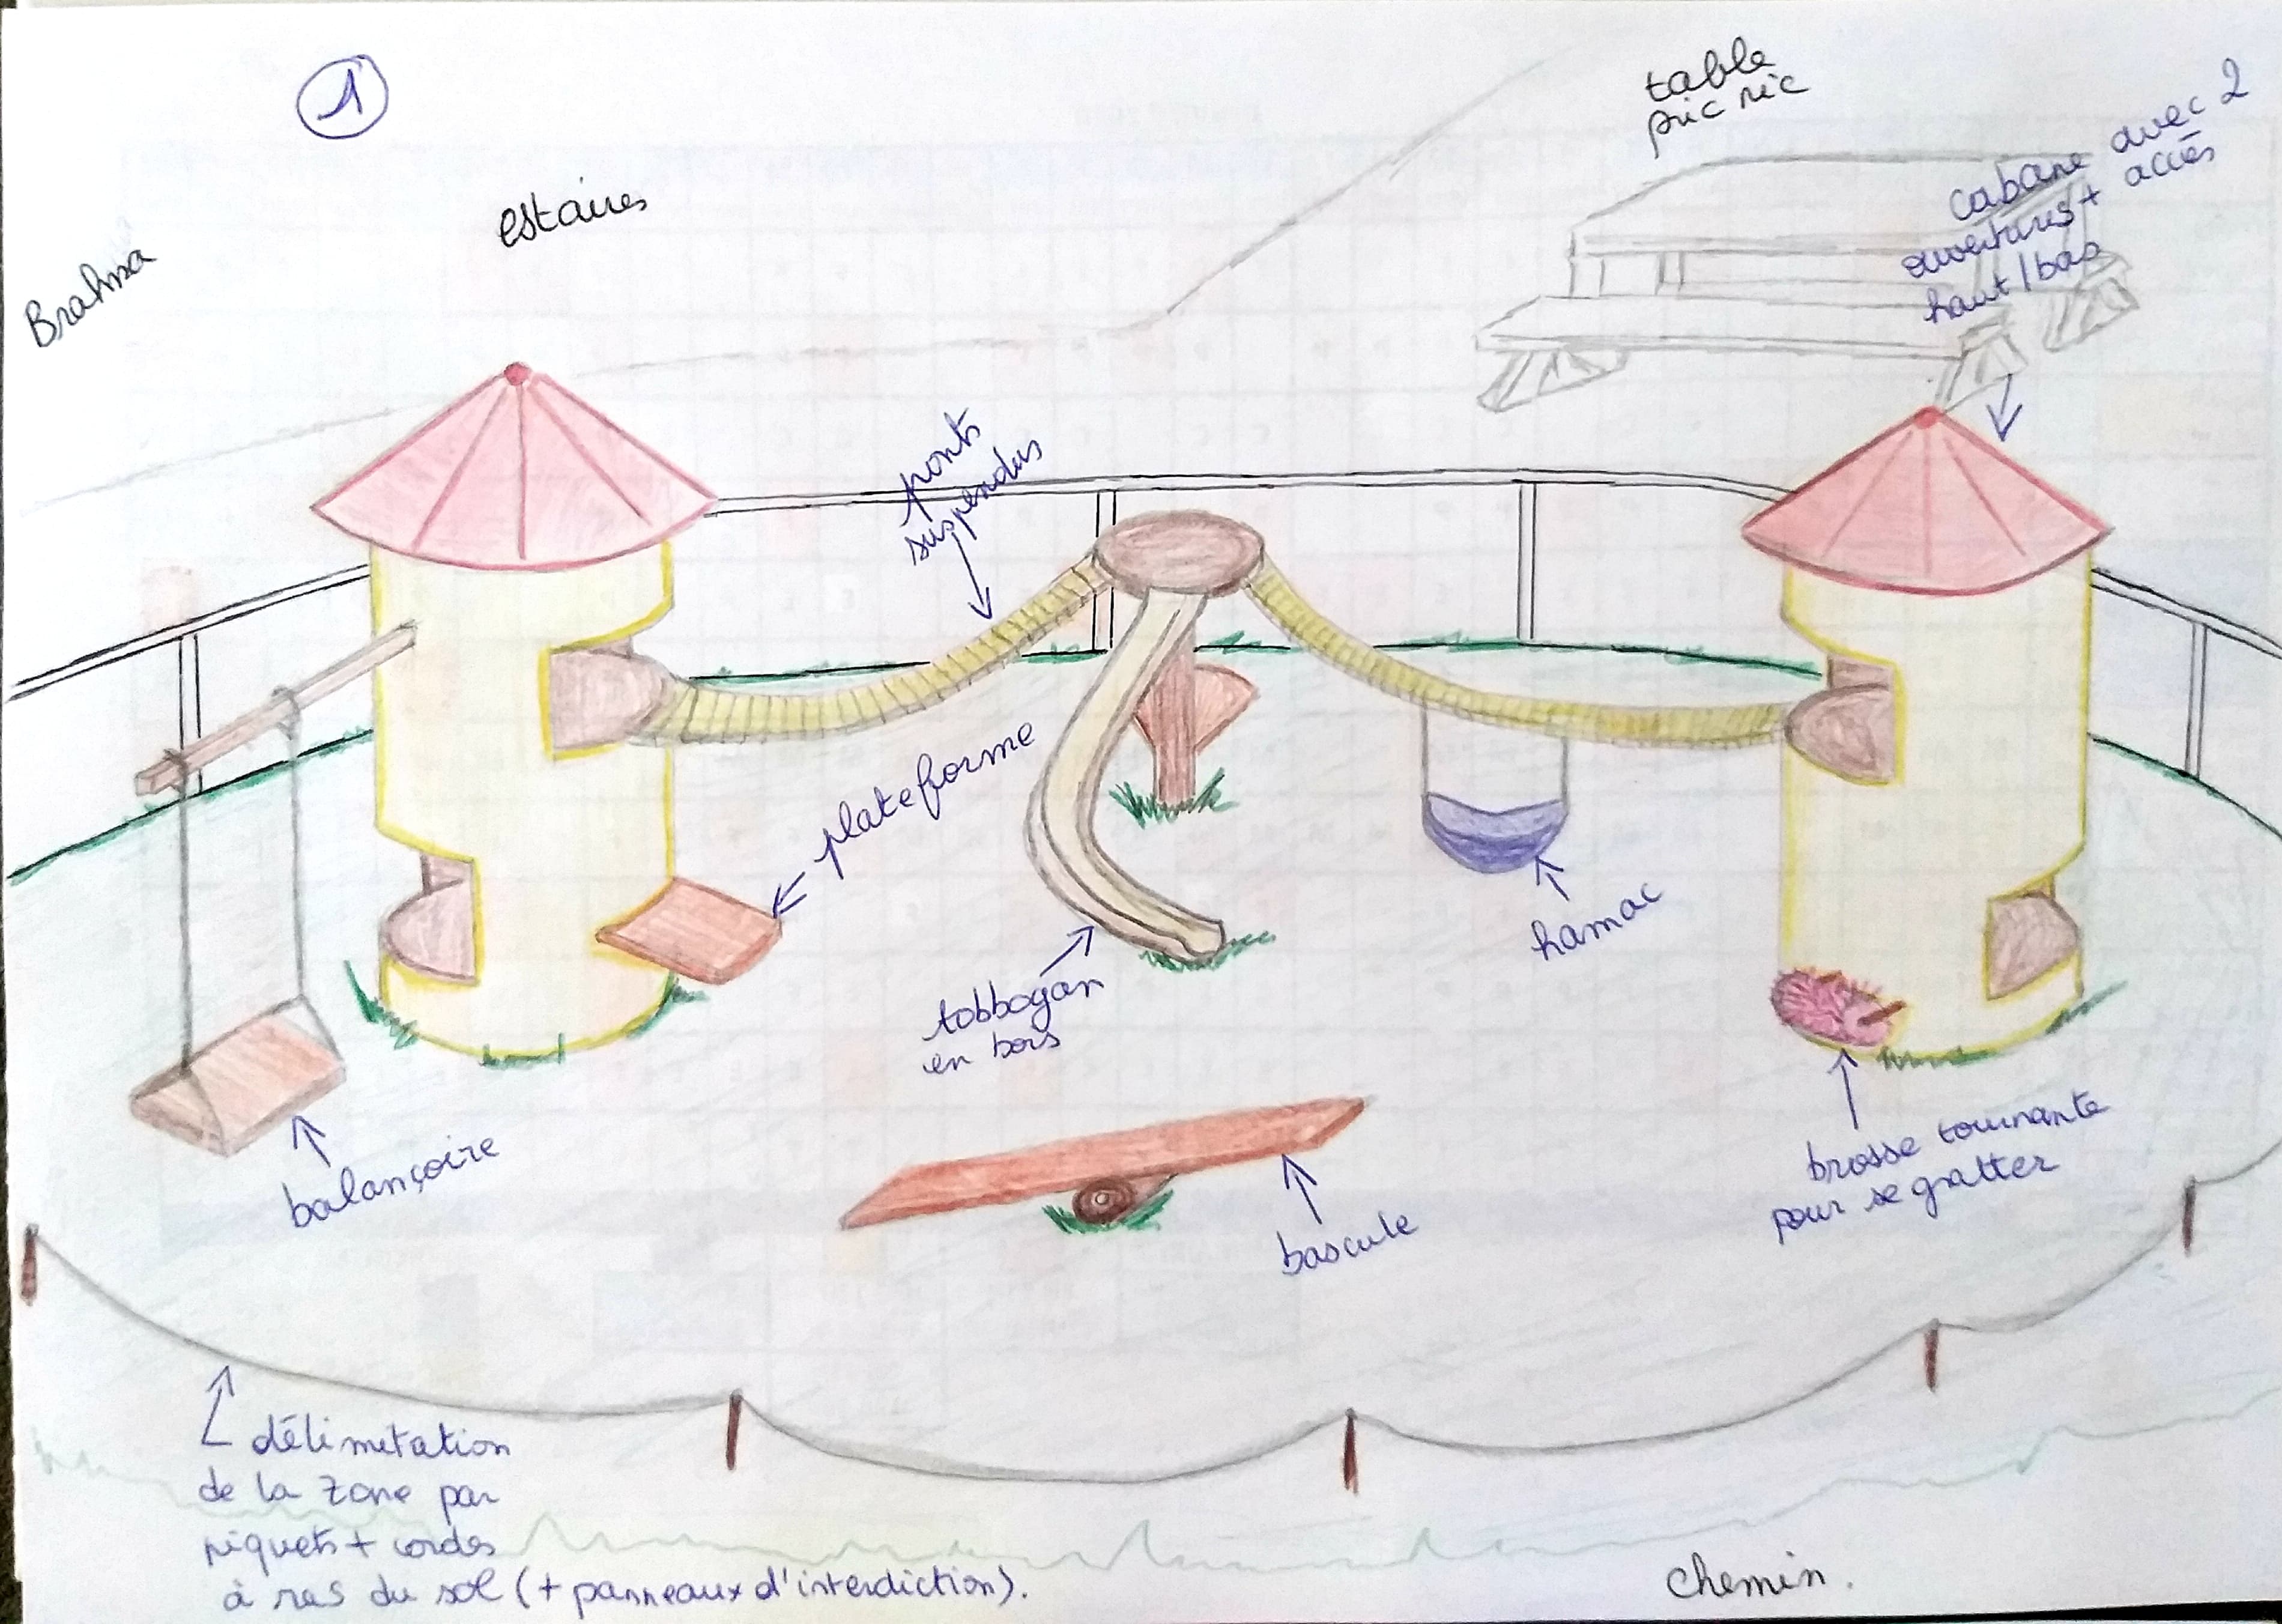 1
estaires
Brahma
table
pic nic
cabane avec 2
ouvertures +
accès
haut / bas
ponts
suspendus
plateforme
hamac
tobbogan
en bois
balançoire
bascule
brosse tournante
pour se gratter
délimitation
de la zone par
piquets + cordes
à ras du sol (+ panneaux d'interdiction).
chemin.